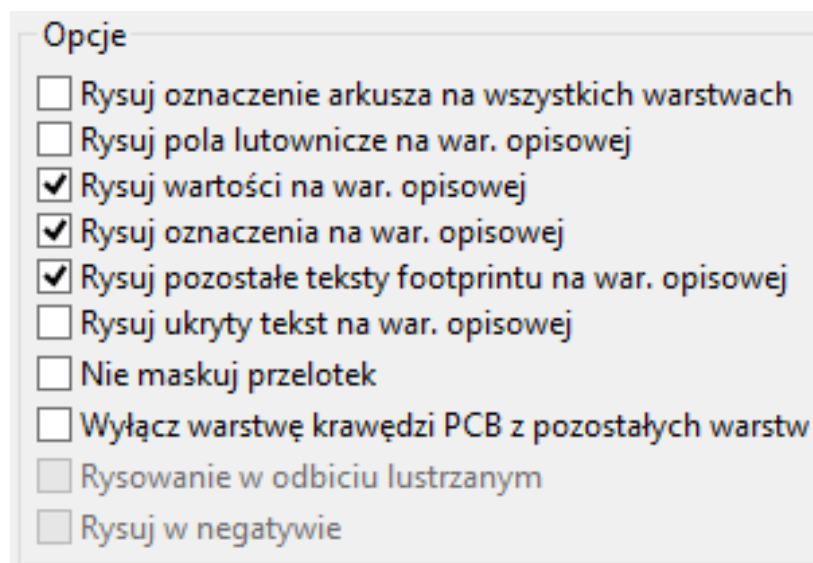 Opcje
Rysuj oznaczenie arkusza na wszystkich warstwach
Rysuj pola lutownicze na war. opisowej
Rysuj wartości na war. opisowej
Rysuj oznaczenia na war. opisowej
Rysuj pozostałe teksty footprintu na war. opisowej
Rysuj ukryty tekst na war. opisowej
Nie maskuj przelotek
Wyłącz warstwę krawędzi PCB z pozostałych warstw
Rysowanie w odbiciu lustrzanym
Rysuj w negatywie